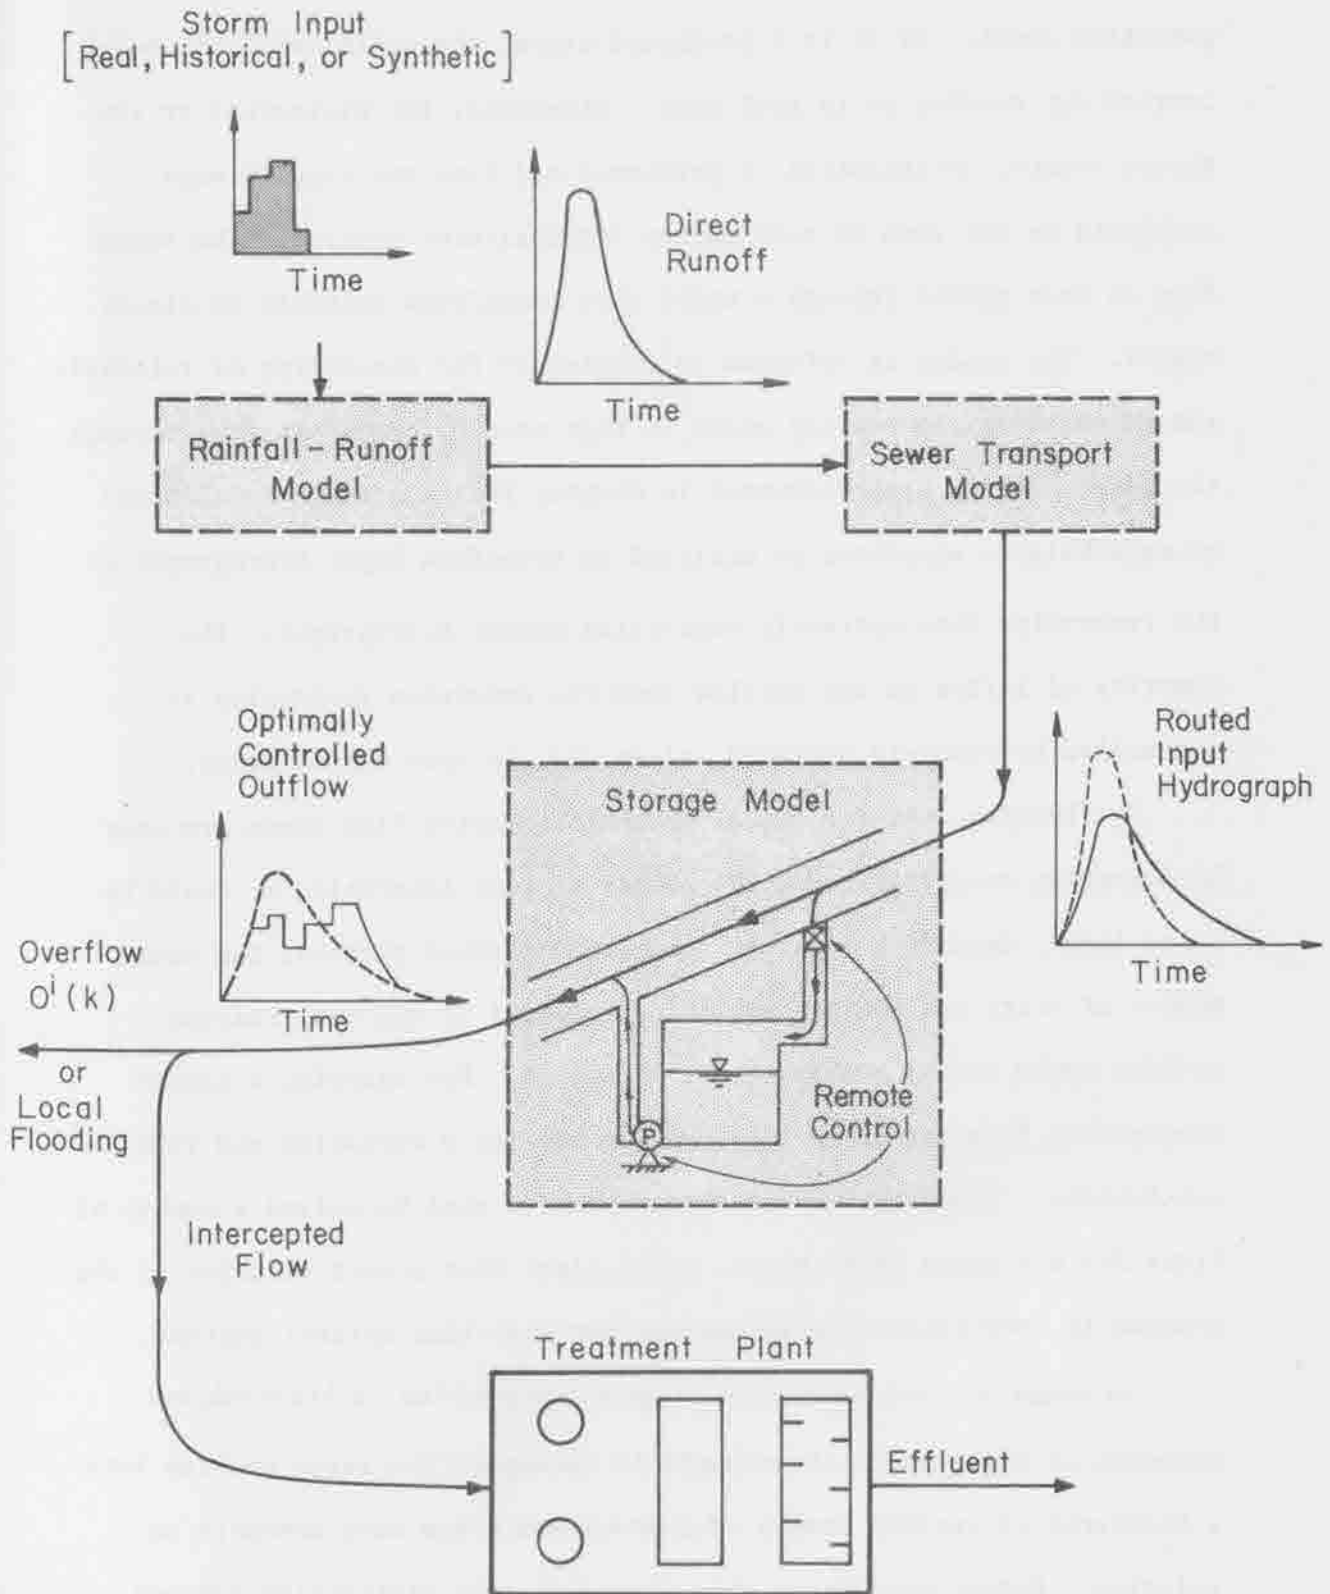 Storm Input
[Real, Historical, or Synthetic]
Time
Direct
Runoff
Time
Rainfall - Runoff
Model
Sewer Transport
Model
Optimally
Controlled
Outflow
Time
Storage Model
Routed
Input
Hydrograph
Time
Overflow
Oⁱ(k)
or
Local
Flooding
Remote
Control
P
Intercepted
Flow
Treatment Plant
Effluent